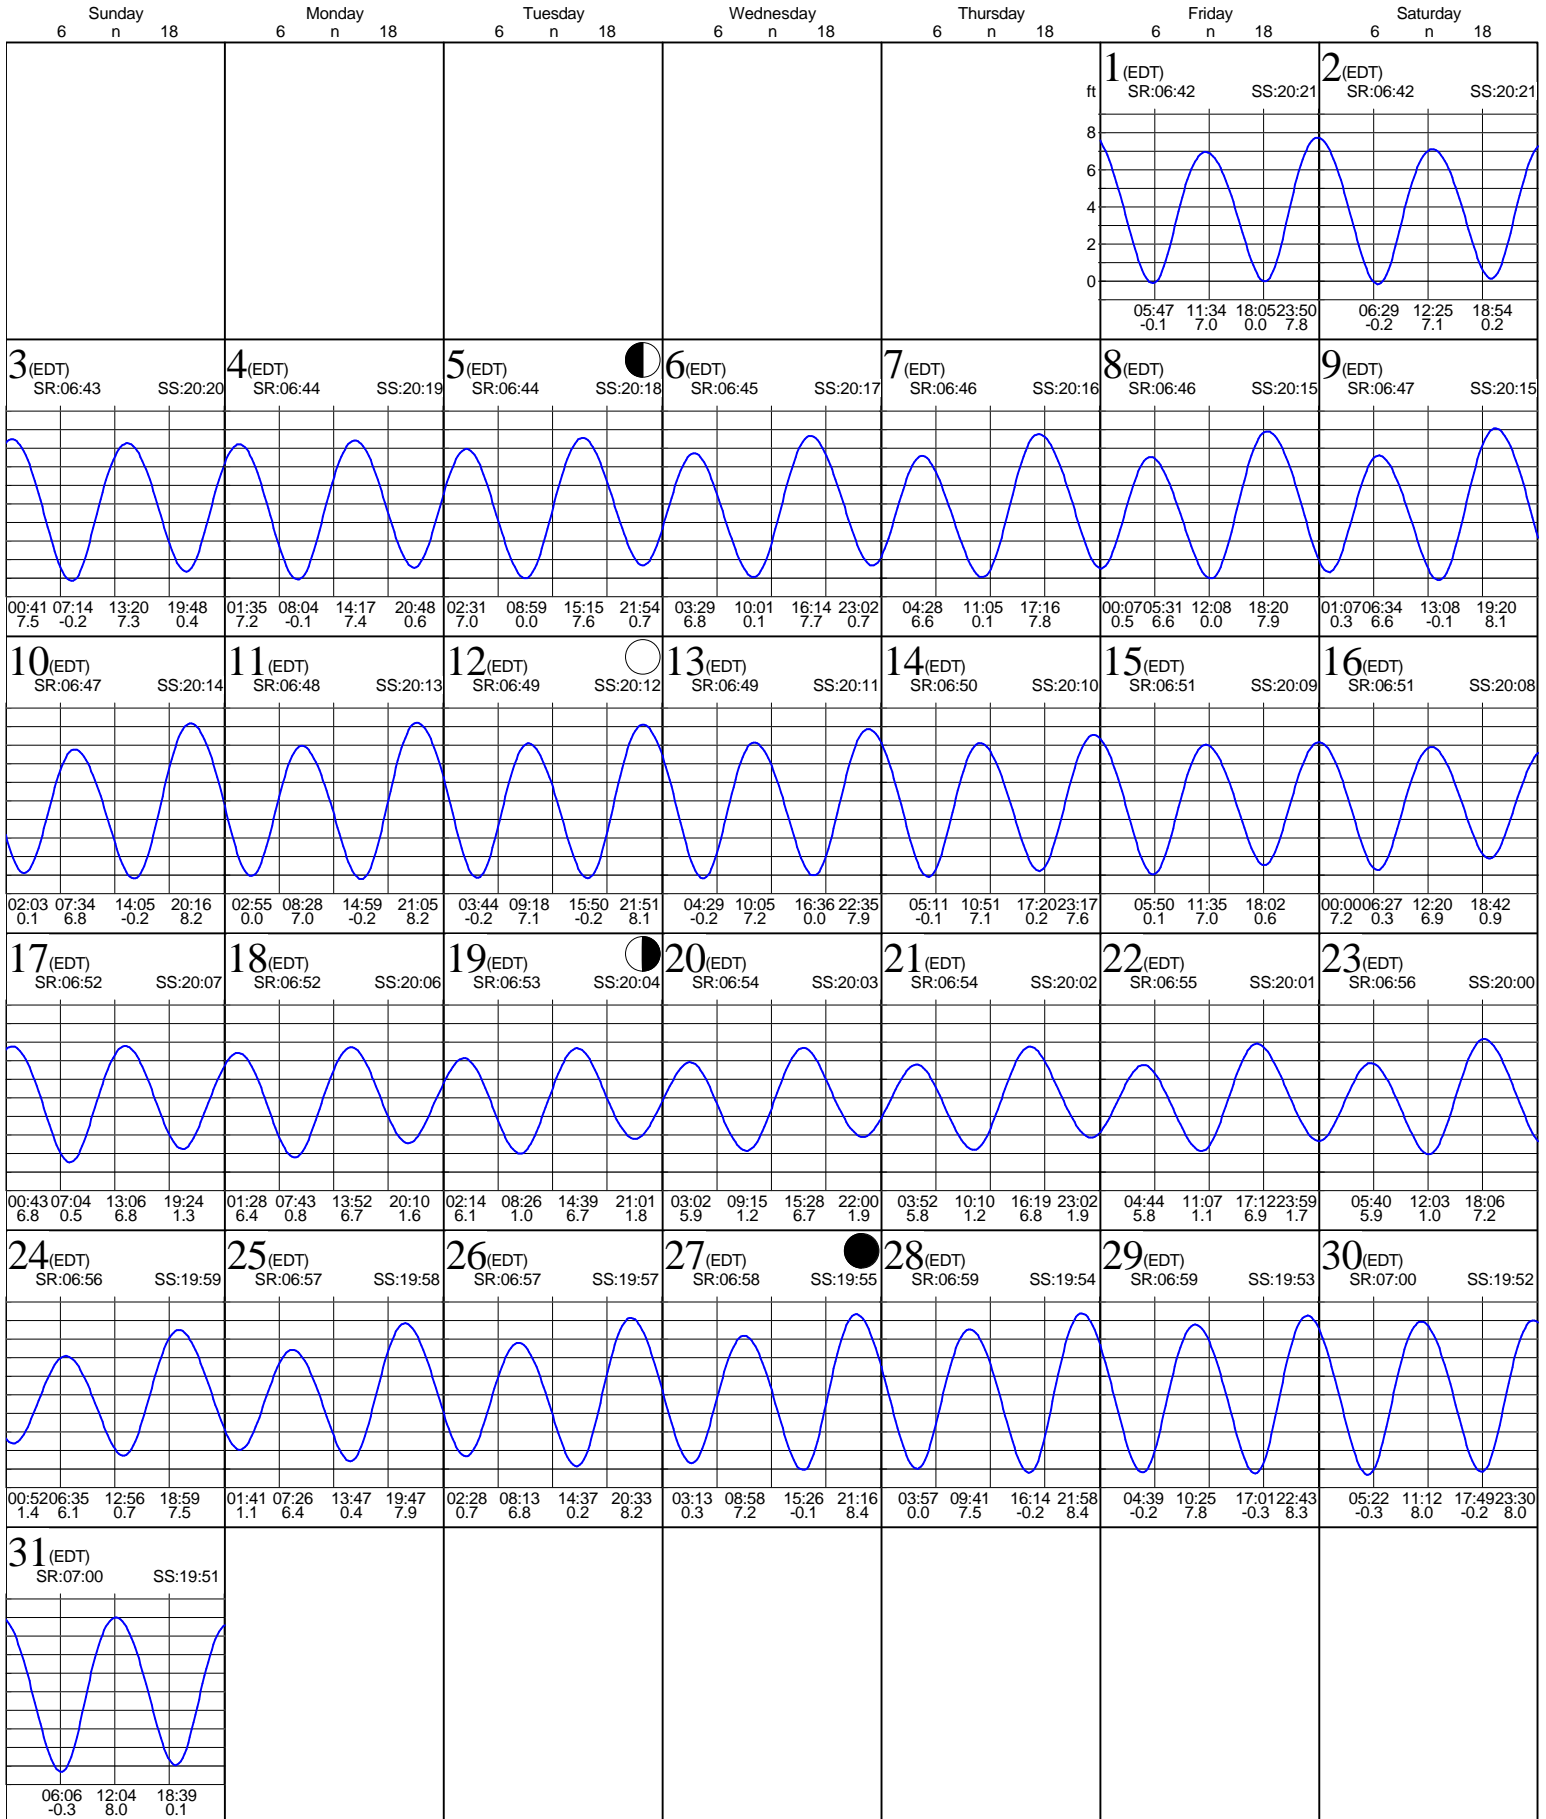 Sunday Monday Tuesday Wednesday Thursday Friday Saturday
6 n 18 6 n 18 6 n 18 6 n 18 6 n 18 6 n 18 6 n 18
1(EDT) 2(EDT)
ft SR:06:42 SS:20:21 SR:06:42 SS:20:21
8
6
4
2
0
05:47 11:34 18:05 23:50 06:29 12:25 18:54
-0.1 7.0 0.0 7.8 -0.2 7.1 0.2
3(EDT) 4(EDT) 5(EDT) 6(EDT) 7(EDT) 8(EDT) 9(EDT)
SR:06:43 SS:20:20 SR:06:44 SS:20:19 SR:06:44 SS:20:18 SR:06:45 SS:20:17 SR:06:46 SS:20:16 SR:06:46 SS:20:15 SR:06:47 SS:20:15
00:41 07:14 13:20 19:48 01:35 08:04 14:17 20:48 02:31 08:59 15:15 21:54 03:29 10:01 16:14 23:02 04:28 11:05 17:16 00:07 05:31 12:08 18:20 01:07 06:34 13:08 19:20
7.5 -0.2 7.3 0.4 7.2 -0.1 7.4 0.6 7.0 0.0 7.6 0.7 6.8 0.1 7.7 0.7 6.6 0.1 7.8 0.5 6.6 0.0 7.9 0.3 6.6 -0.1 8.1
10(EDT) 11(EDT) 12(EDT) 13(EDT) 14(EDT) 15(EDT) 16(EDT)
SR:06:47 SS:20:14 SR:06:48 SS:20:13 SR:06:49 SS:20:12 SR:06:49 SS:20:11 SR:06:50 SS:20:10 SR:06:51 SS:20:09 SR:06:51 SS:20:08
02:03 07:34 14:05 20:16 02:55 08:28 14:59 21:05 03:44 09:18 15:50 21:51 04:29 10:05 16:36 22:35 05:11 10:51 17:20 23:17 05:50 11:35 18:02 00:00 06:27 12:20 18:42
0.1 6.8 -0.2 8.2 0.0 7.0 -0.2 8.2 -0.2 7.1 -0.2 8.1 -0.2 7.2 0.0 7.9 -0.1 7.1 0.2 7.6 0.1 7.0 0.6 7.2 0.3 6.9 0.9
17(EDT) 18(EDT) 19(EDT) 20(EDT) 21(EDT) 22(EDT) 23(EDT)
SR:06:52 SS:20:07 SR:06:52 SS:20:06 SR:06:53 SS:20:04 SR:06:54 SS:20:03 SR:06:54 SS:20:02 SR:06:55 SS:20:01 SR:06:56 SS:20:00
00:43 07:04 13:06 19:24 01:28 07:43 13:52 20:10 02:14 08:26 14:39 21:01 03:02 09:15 15:28 22:00 03:52 10:10 16:19 23:02 04:44 11:07 17:12 23:59 05:40 12:03 18:06
6.8 0.5 6.8 1.3 6.4 0.8 6.7 1.6 6.1 1.0 6.7 1.8 5.9 1.2 6.7 1.9 5.8 1.2 6.8 1.9 5.8 1.1 6.9 1.7 5.9 1.0 7.2
24(EDT) 25(EDT) 26(EDT) 27(EDT) 28(EDT) 29(EDT) 30(EDT)
SR:06:56 SS:19:59 SR:06:57 SS:19:58 SR:06:57 SS:19:57 SR:06:58 SS:19:55 SR:06:59 SS:19:54 SR:06:59 SS:19:53 SR:07:00 SS:19:52
00:52 06:35 12:56 18:59 01:41 07:26 13:47 19:47 02:28 08:13 14:37 20:33 03:13 08:58 15:26 21:16 03:57 09:41 16:14 21:58 04:39 10:25 17:01 22:43 05:22 11:12 17:49 23:30
1.4 6.1 0.7 7.5 1.1 6.4 0.4 7.9 0.7 6.8 0.2 8.2 0.3 7.2 -0.1 8.4 0.0 7.5 -0.2 8.4 -0.2 7.8 -0.3 8.3 -0.3 8.0 -0.2 8.0
31(EDT)
SR:07:00 SS:19:51
06:06 12:04 18:39
-0.3 8.0 0.1